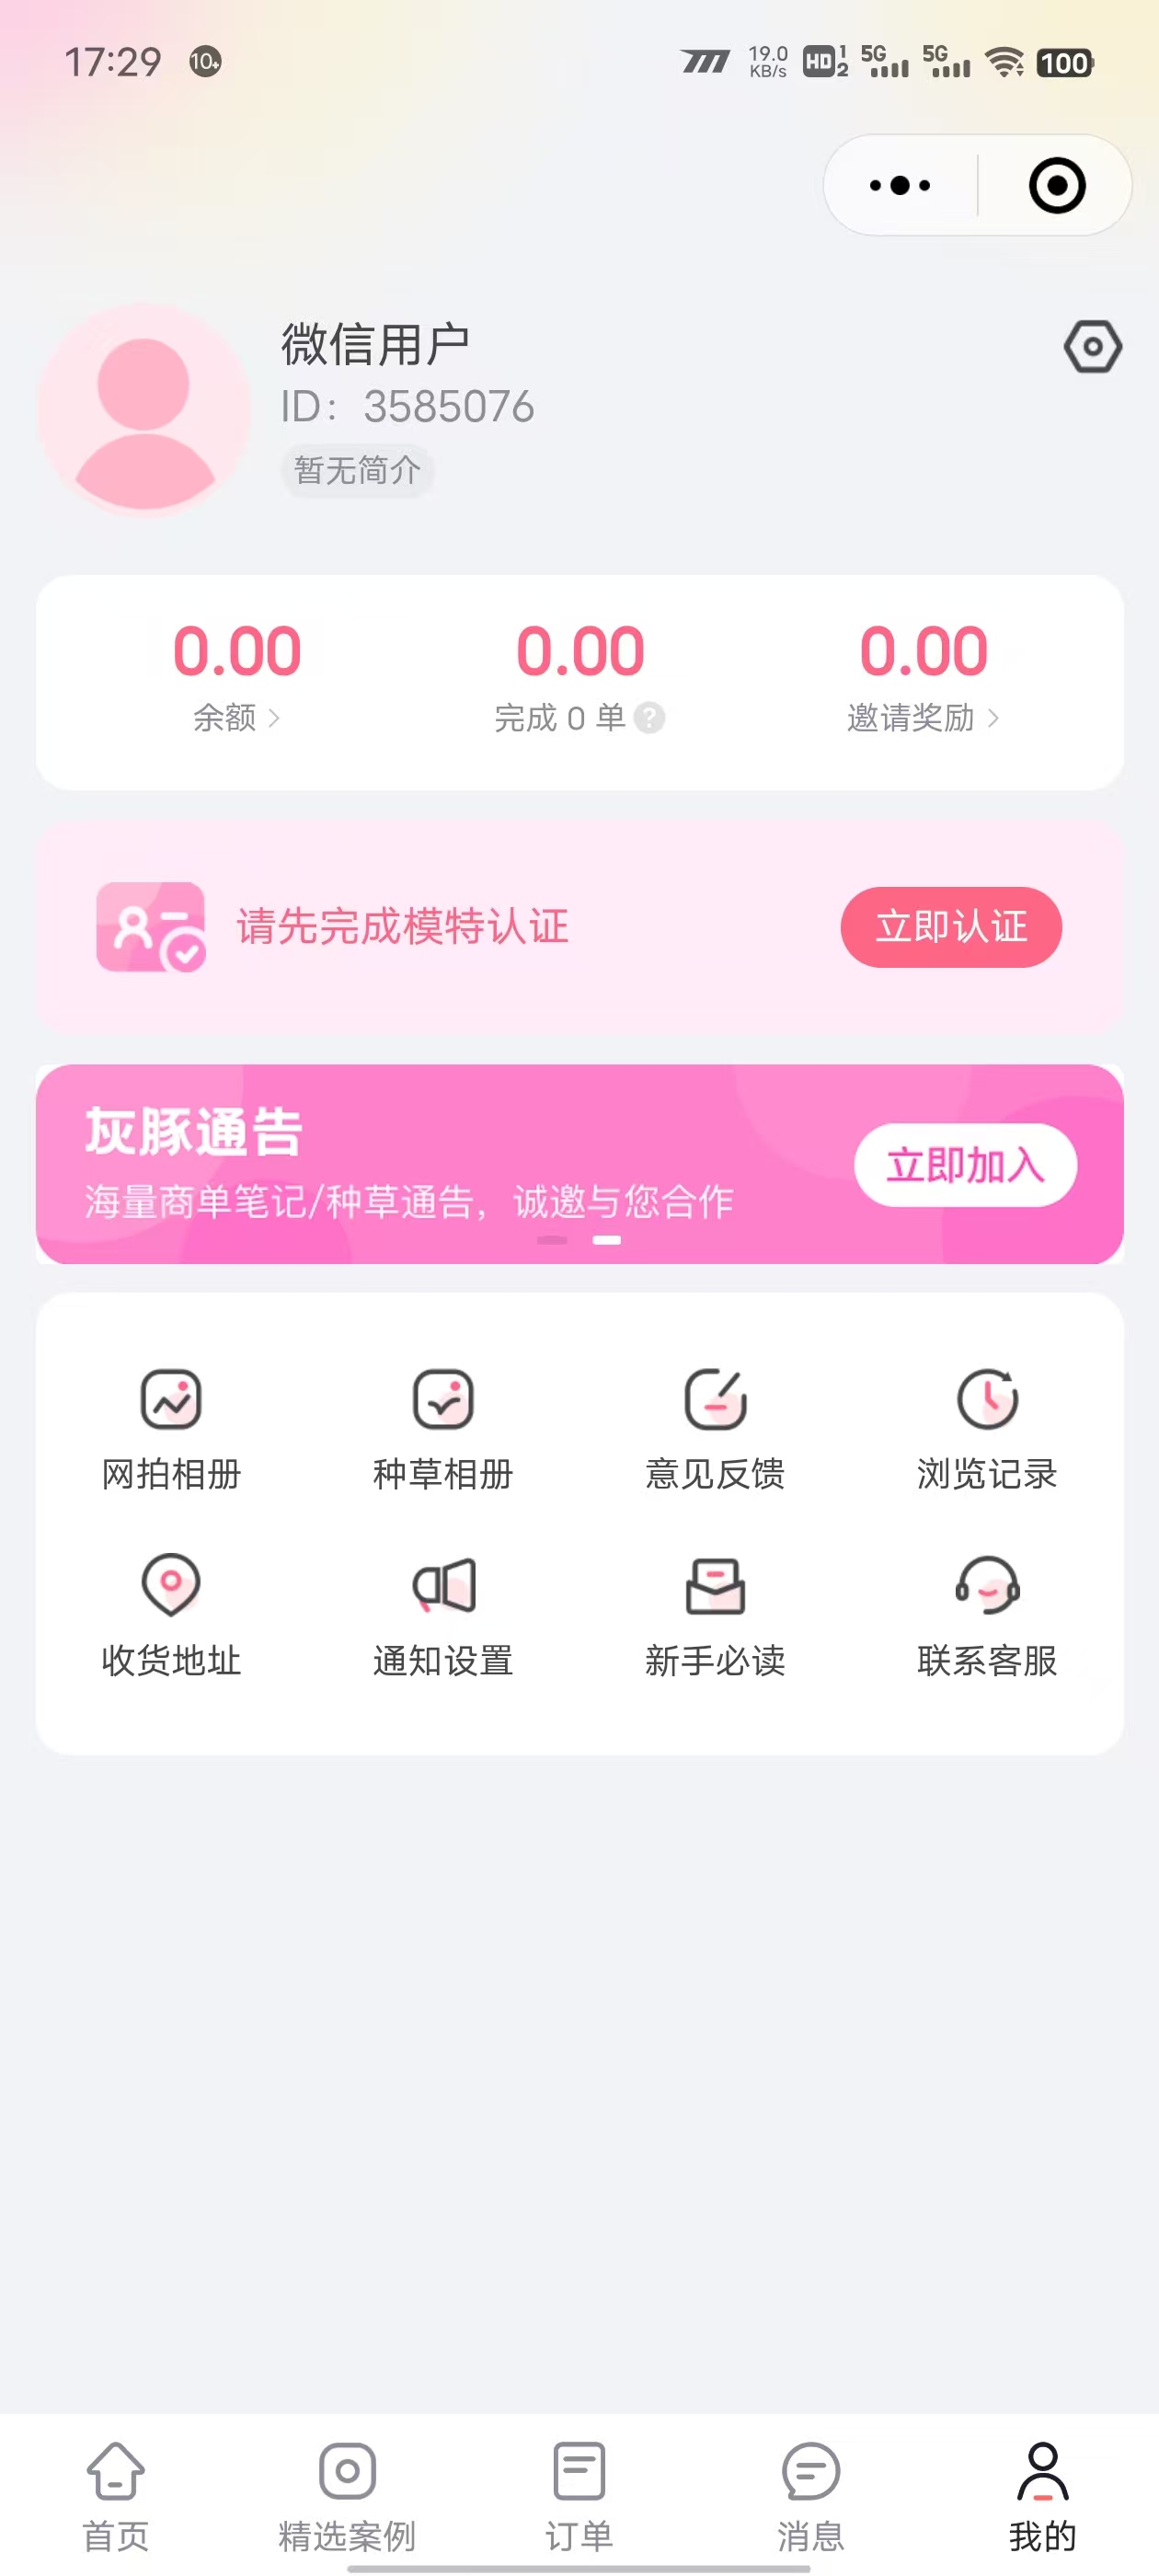 17:29 10+ 19.0 KB/s HD 1 2 5G 5G 100
微信用户
ID：3585076
暂无简介
0.00 0.00 0.00
余额 完成 0 单 ? 邀请奖励
请先完成模特认证 立即认证
灰豚通告
海量商单笔记/种草通告，诚邀与您合作 立即加入
网拍相册 种草相册 意见反馈 浏览记录
收货地址 通知设置 新手必读 联系客服
首页 精选案例 订单 消息 我的